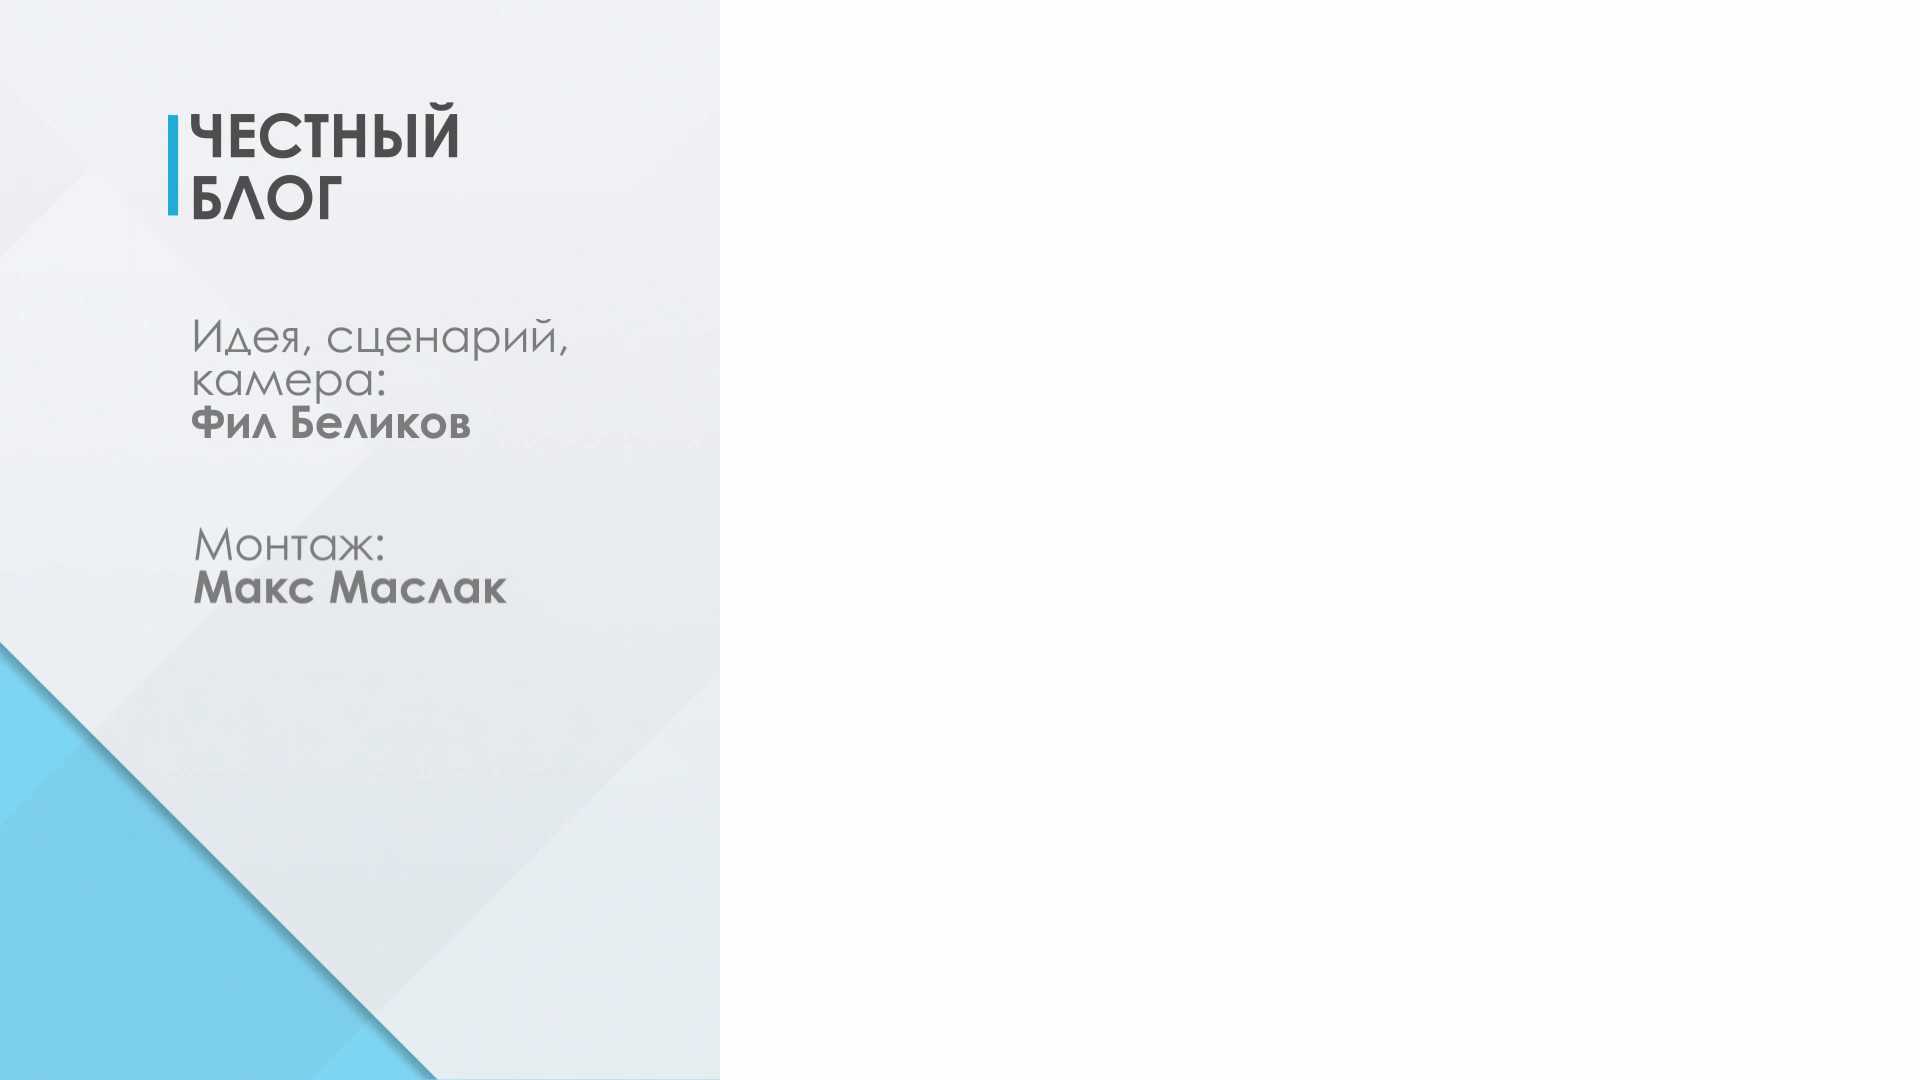 ЧЕСТНЫЙ
БЛОГ
Идея, сценарий,
камера:
Фил Беликов
Монтаж:
Макс Маслак